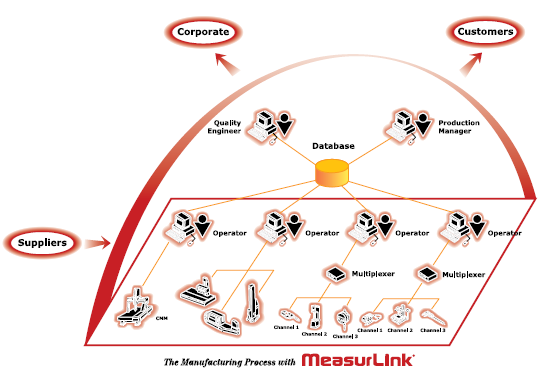 Corporate
Customers
Quality
Engineer
Production
Manager
Database
Operator
Operator
Operator
Operator
Suppliers
Multiplexer
Multiplexer
CMM
Channel 1
Channel 2
Channel 3
Channel 1
Channel 2
Channel 3
The Manufacturing Process with MeasurLink®